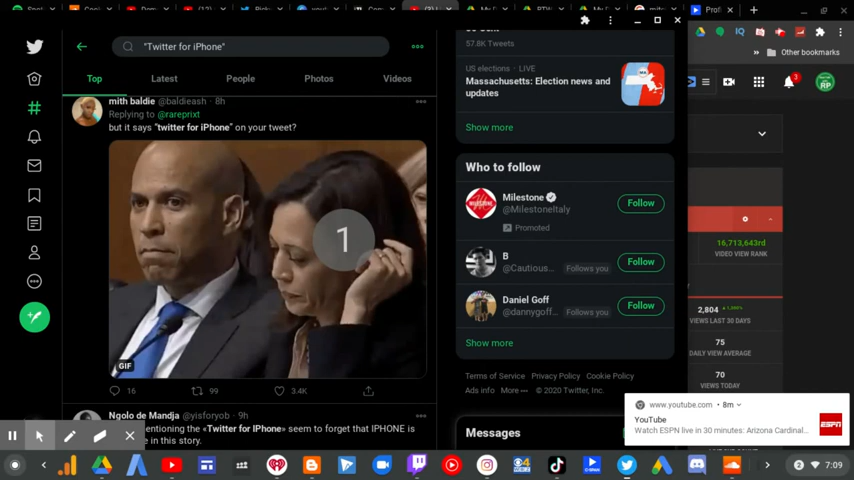 "Twitter for iPhone"
Top
Latest
People
Photos
Videos
mith baldie @baldieash · 8h
Replying to @rareprixt
but it says "twitter for iPhone" on your tweet?
1
GIF
16
99
3.4K
Ngolo de Mandja @yisforyob · 9h
mentioning the «Twitter for IPhone» seem to forget that IPHONE is
e in this story.
57.8K Tweets
US elections · LIVE
Massachusetts: Election news and
updates
Show more
Who to follow
Milestone
@MilestoneItaly
Promoted
Follow
B
@Cautious...
Follows you
Follow
Daniel Goff
@dannygoff...
Follows you
Follow
Show more
Terms of Service
Privacy Policy
Cookie Policy
Ads info
More
© 2020 Twitter, Inc.
Messages
Other bookmarks
3
RP
16,713,643rd
VIDEO VIEW RANK
2,804
VIEWS LAST 30 DAYS
75
DAILY VIEW AVERAGE
70
VIEWS TODAY
www.youtube.com · 8m
YouTube
Watch ESPN live in 30 minutes: Arizona Cardinal...
ESPN
2
7:09